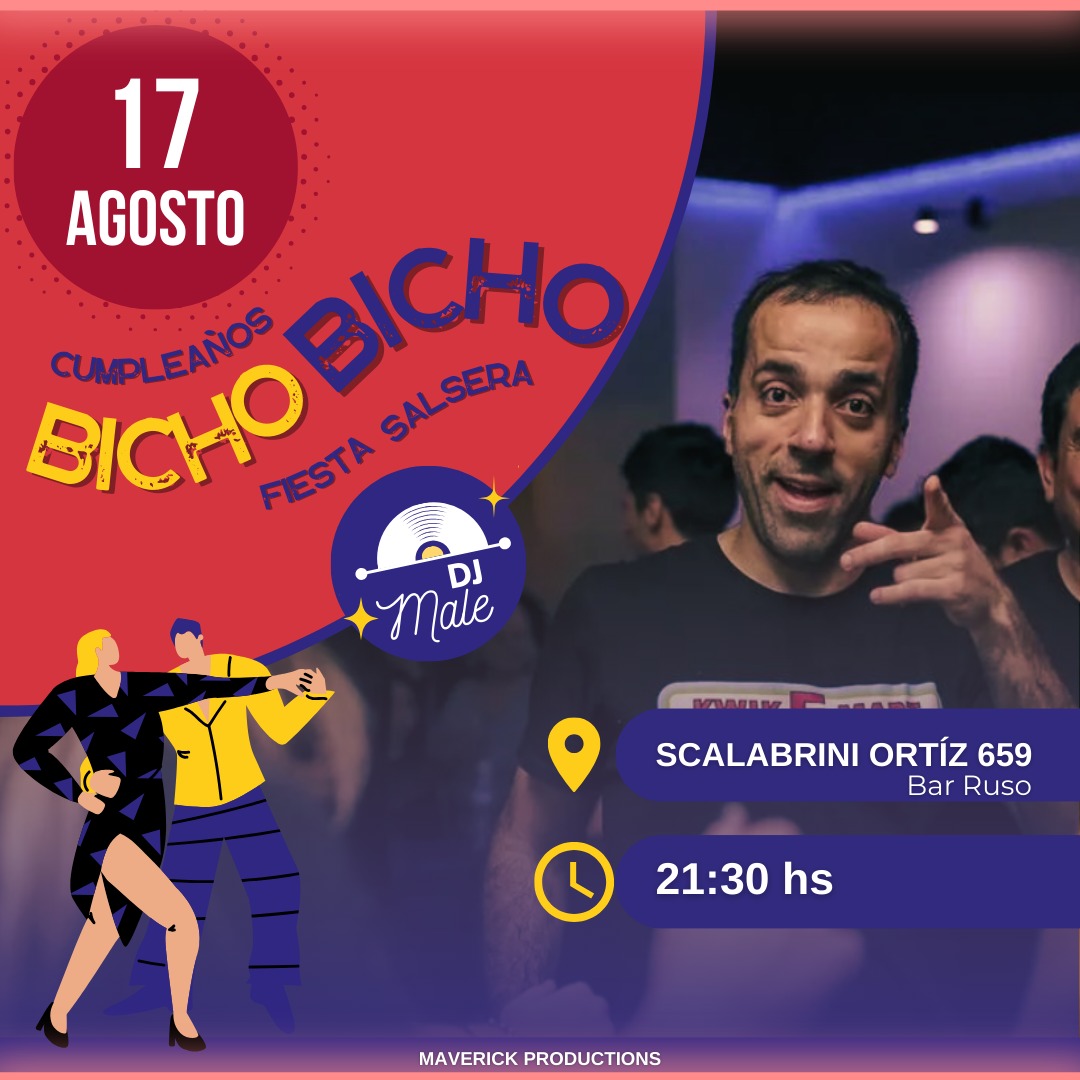 17
AGOSTO
CUMPLEAÑOS
BICHO BICHO
FIESTA SALSERA
DJ
Male
SCALABRINI ORTÍZ 659
Bar Ruso
21:30 hs
MAVERICK PRODUCTIONS